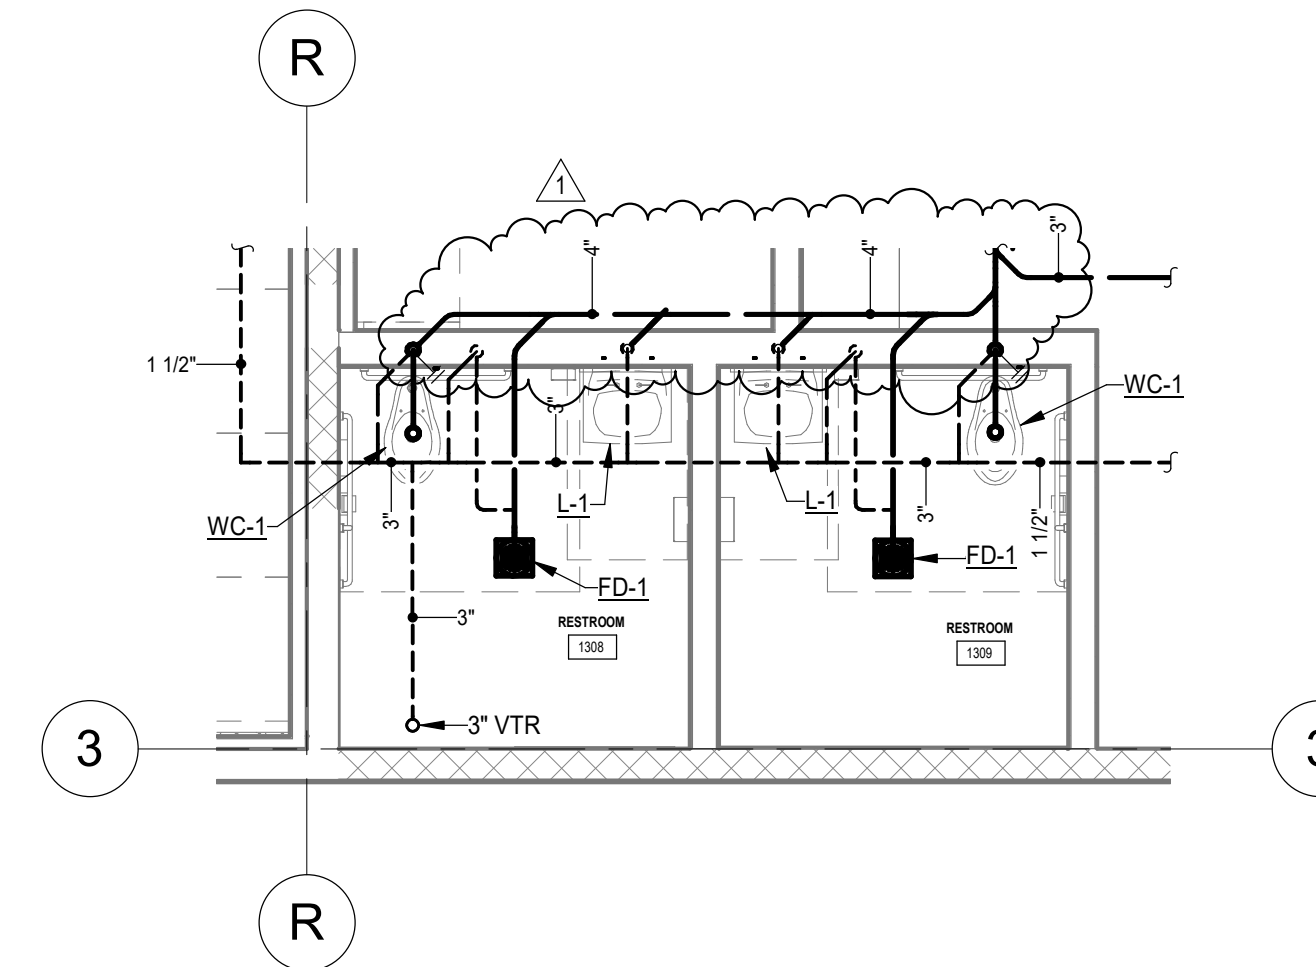 R
1
4"
4"
3"
1 1/2"
WC-1
3"
WC-1
3"
L-1
L-1
3"
1 1/2"
FD-1
FD-1
3"
RESTROOM
1308
RESTROOM
1309
3" VTR
3
R